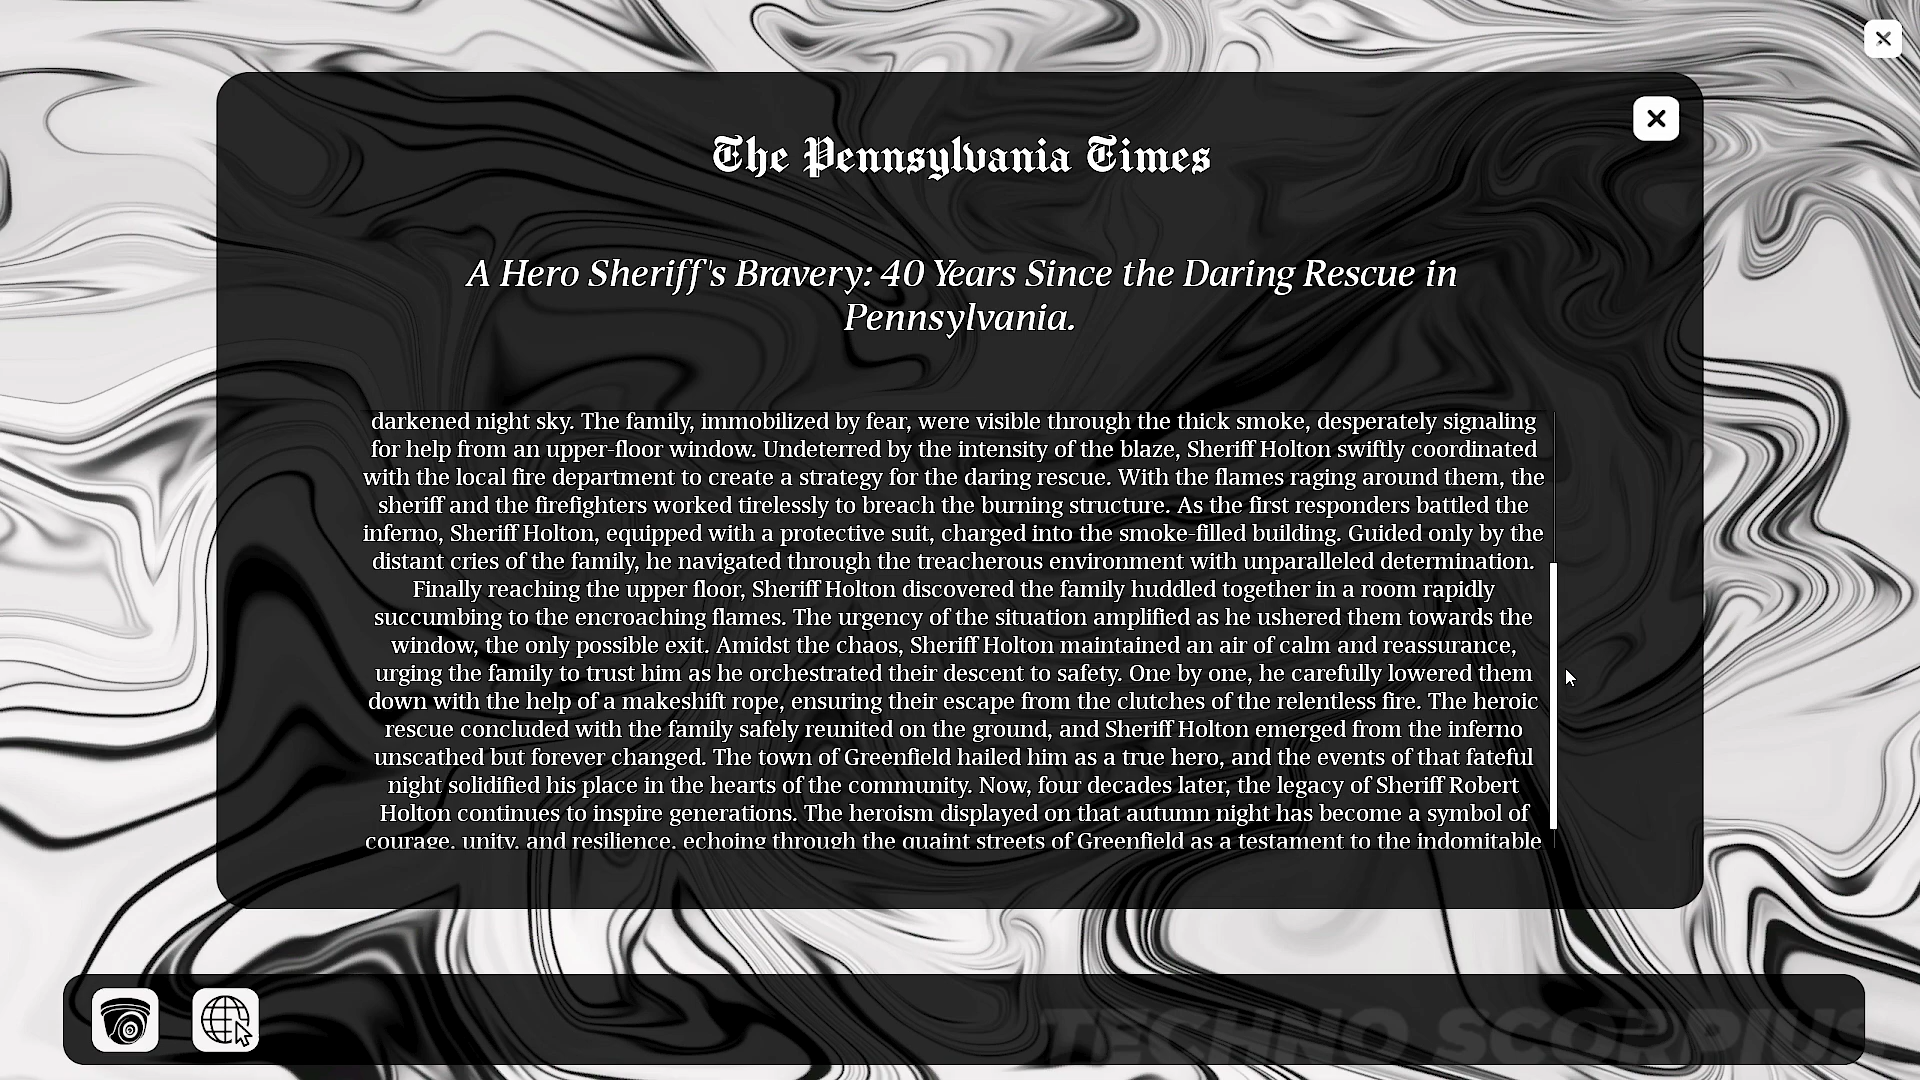 The Pennsylvania Times
A Hero Sheriff's Bravery: 40 Years Since the Daring Rescue in
Pennsylvania.
darkened night sky. The family, immobilized by fear, were visible through the thick smoke, desperately signaling
for help from an upper-floor window. Undeterred by the intensity of the blaze, Sheriff Holton swiftly coordinated
with the local fire department to create a strategy for the daring rescue. With the flames raging around them, the
sheriff and the firefighters worked tirelessly to breach the burning structure. As the first responders battled the
inferno, Sheriff Holton, equipped with a protective suit, charged into the smoke-filled building. Guided only by the
distant cries of the family, he navigated through the treacherous environment with unparalleled determination.
Finally reaching the upper floor, Sheriff Holton discovered the family huddled together in a room rapidly
succumbing to the encroaching flames. The urgency of the situation amplified as he ushered them towards the
window, the only possible exit. Amidst the chaos, Sheriff Holton maintained an air of calm and reassurance,
urging the family to trust him as he orchestrated their descent to safety. One by one, he carefully lowered them
down with the help of a makeshift rope, ensuring their escape from the clutches of the relentless fire. The heroic
rescue concluded with the family safely reunited on the ground, and Sheriff Holton emerged from the inferno
unscathed but forever changed. The town of Greenfield hailed him as a true hero, and the events of that fateful
night solidified his place in the hearts of the community. Now, four decades later, the legacy of Sheriff Robert
Holton continues to inspire generations. The heroism displayed on that autumn night has become a symbol of
courage, unity, and resilience, echoing through the quaint streets of Greenfield as a testament to the indomitable
TECHNO SCORPIUS